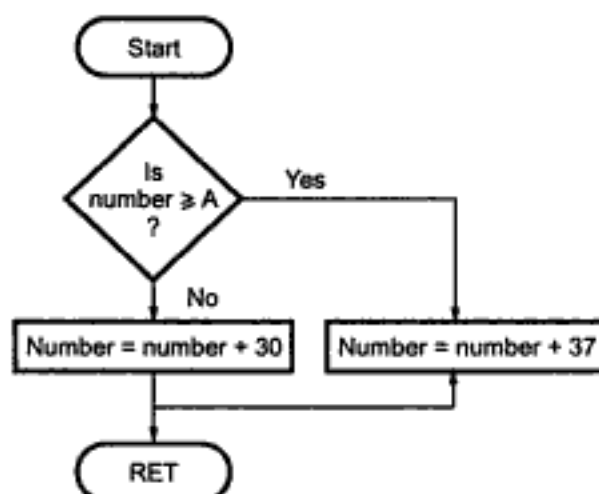 Start
Is
number ⩾ A
?
Yes
No
Number = number + 30
Number = number + 37
RET